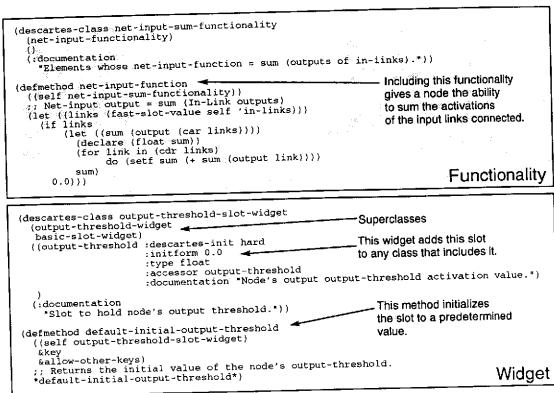 (descartes-class net-input-sum-functionality
(net-input-functionality)
()
(:documentation
"Elements whose net-input-function = sum (outputs of in-links)."))
(defmethod net-input-function
((self net-input-sum-functionality))
;; Net-input output = sum (In-Link outputs)
(let ((links (fast-slot-value self 'in-links)))
(if links
(let ((sum (output (car links))))
(declare (float sum))
(for link in (cdr links)
do (setf sum (+ sum (output link))))
sum)
0.0)))
Including this functionality
gives a node the ability
to sum the activations
of the input links connected.
Functionality
(descartes-class output-threshold-slot-widget
(output-threshold-widget
basic-slot-widget)
((output-threshold :descartes-init hard
:initform 0.0
:type float
:accessor output-threshold
:documentation "Node's output output-threshold activation value.")
)
(:documentation
"Slot to hold node's output threshold."))
(defmethod default-initial-output-threshold
((self output-threshold-slot-widget)
&key
&allow-other-keys)
;; Returns the initial value of the node's output-threshold.
*default-initial-output-threshold*)
Superclasses
This widget adds this slot
to any class that includes it.
This method initializes
the slot to a predetermined
value.
Widget